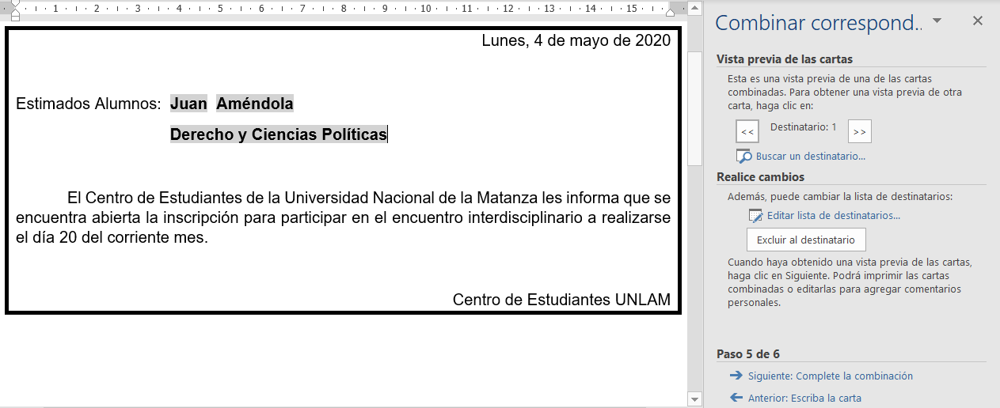 1 2 3 4 5 6 7 8 9 10 11 12 13 14 15
Lunes, 4 de mayo de 2020
Estimados Alumnos: Juan Améndola
Derecho y Ciencias Políticas
El Centro de Estudiantes de la Universidad Nacional de la Matanza les informa que se
encuentra abierta la inscripción para participar en el encuentro interdisciplinario a realizarse
el día 20 del corriente mes.
Centro de Estudiantes UNLAM
Combinar correspond..
Vista previa de las cartas
Esta es una vista previa de una de las cartas
combinadas. Para obtener una vista previa de otra
carta, haga clic en:
<< Destinatario: 1 >>
Buscar un destinatario...
Realice cambios
Además, puede cambiar la lista de destinatarios:
Editar lista de destinatarios...
Excluir al destinatario
Cuando haya obtenido una vista previa de las cartas,
haga clic en Siguiente. Podrá imprimir las cartas
combinadas o editarlas para agregar comentarios
personales.
Paso 5 de 6
Siguiente: Complete la combinación
Anterior: Escriba la carta